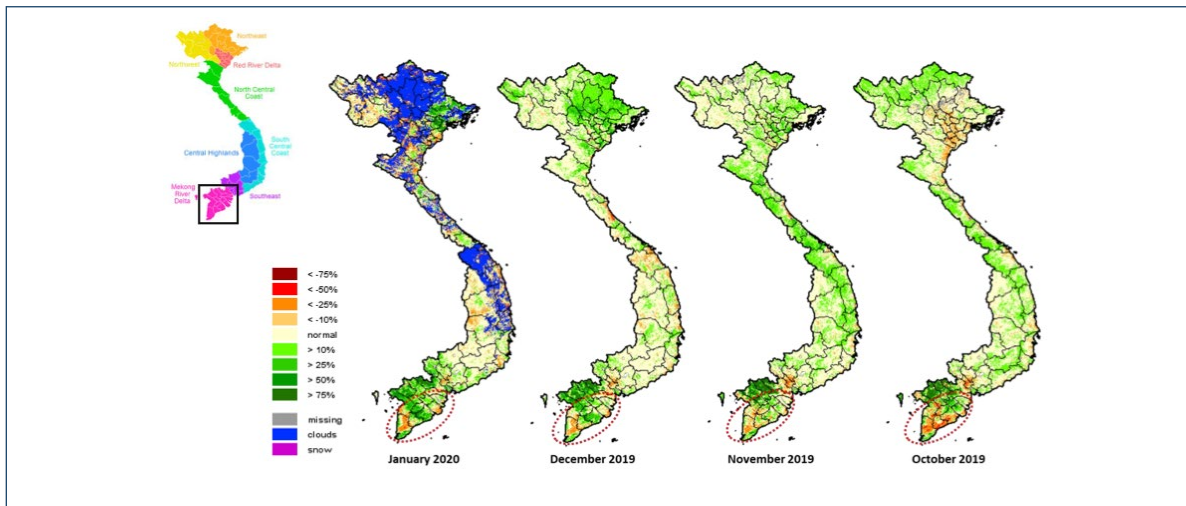 Northeast
Northwest
Red River Delta
North Central
Coast
Central Highlands
South
Central
Coast
Mekong
River
Delta
Southeast
< -75%
< -50%
< -25%
< -10%
normal
> 10%
> 25%
> 50%
> 75%
missing
clouds
snow
January 2020
December 2019
November 2019
October 2019